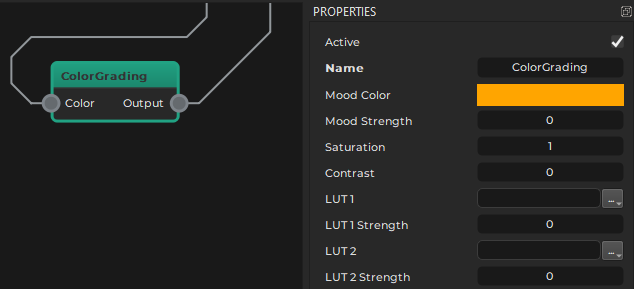 ColorGrading
Color Output
PROPERTIES
Active
Name ColorGrading
Mood Color
Mood Strength 0
Saturation 1
Contrast 0
LUT 1 ...
LUT 1 Strength 0
LUT 2 ...
LUT 2 Strength 0